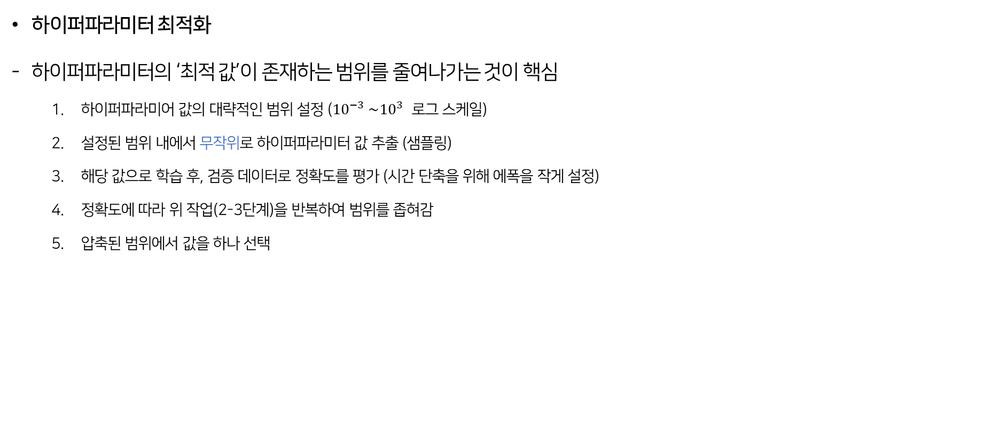 • 하이퍼파라미터 최적화
- 하이퍼파라미터의 ‘최적 값’이 존재하는 범위를 줄여나가는 것이 핵심
1. 하이퍼파라미어 값의 대략적인 범위 설정 (10⁻³ ~10³ 로그 스케일)
2. 설정된 범위 내에서 무작위로 하이퍼파라미터 값 추출 (샘플링)
3. 해당 값으로 학습 후, 검증 데이터로 정확도를 평가 (시간 단축을 위해 에폭을 작게 설정)
4. 정확도에 따라 위 작업(2-3단계)을 반복하여 범위를 좁혀감
5. 압축된 범위에서 값을 하나 선택